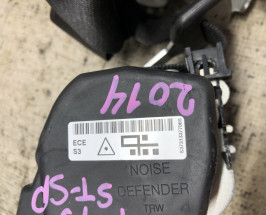 2014
ECE
S3
NOISE
DEFENDER
TRW
ST-SP